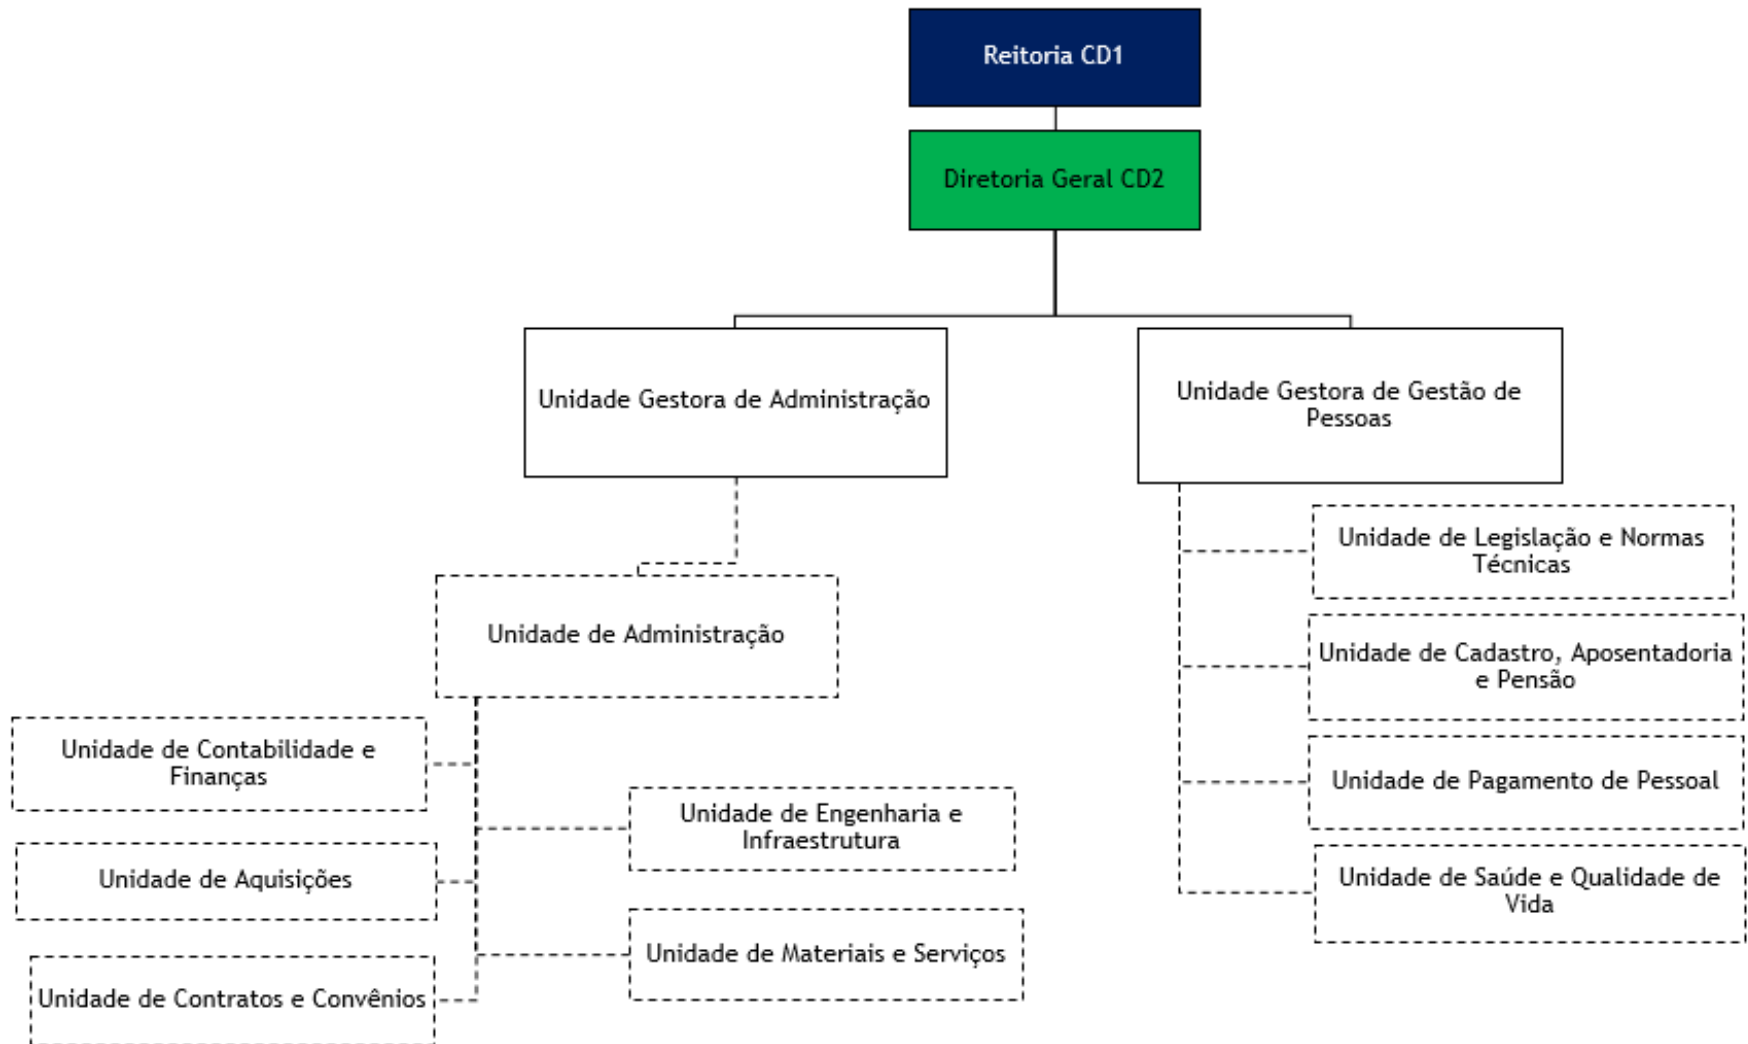 Reitoria CD1
Diretoria Geral CD2
Unidade Gestora de Administração
Unidade Gestora de Gestão de
Pessoas
Unidade de Administração
Unidade de Contabilidade e
Finanças
Unidade de Aquisições
Unidade de Contratos e Convênios
Unidade de Engenharia e
Infraestrutura
Unidade de Materiais e Serviços
Unidade de Legislação e Normas
Técnicas
Unidade de Cadastro, Aposentadoria
e Pensão
Unidade de Pagamento de Pessoal
Unidade de Saúde e Qualidade de
Vida